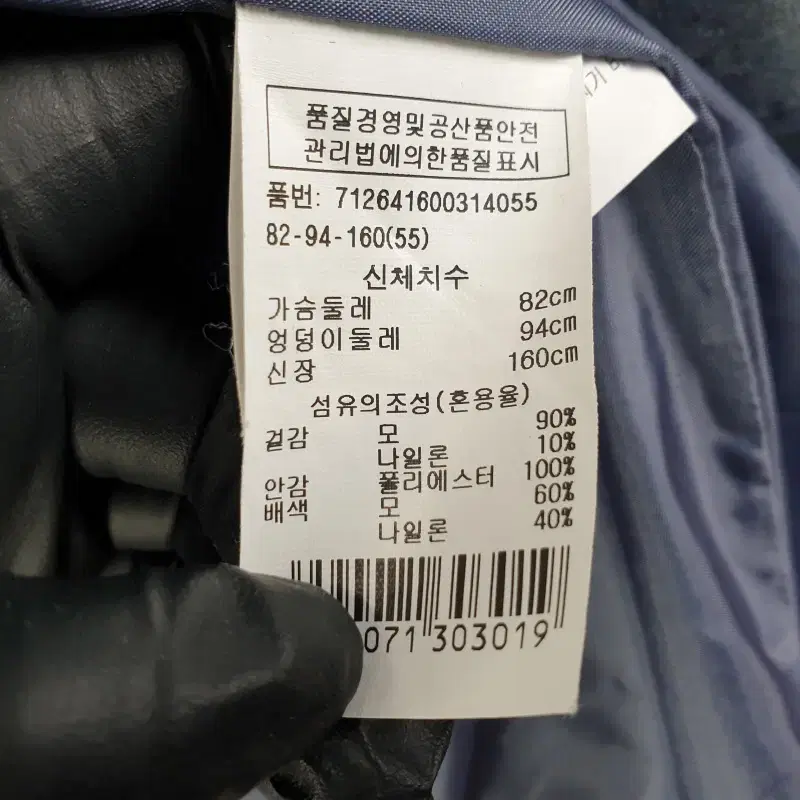 품질경영및공산품안전
관리법에의한품질표시
품번: 712641600314055
82-94-160(55)
신체치수
가슴둘레 82cm
엉덩이둘레 94cm
신장 160cm
섬유의조성(혼용율)
겉감 모 90%
나일론 10%
안감 폴리에스터 100%
배색 모 60%
나일론 40%
071 303019